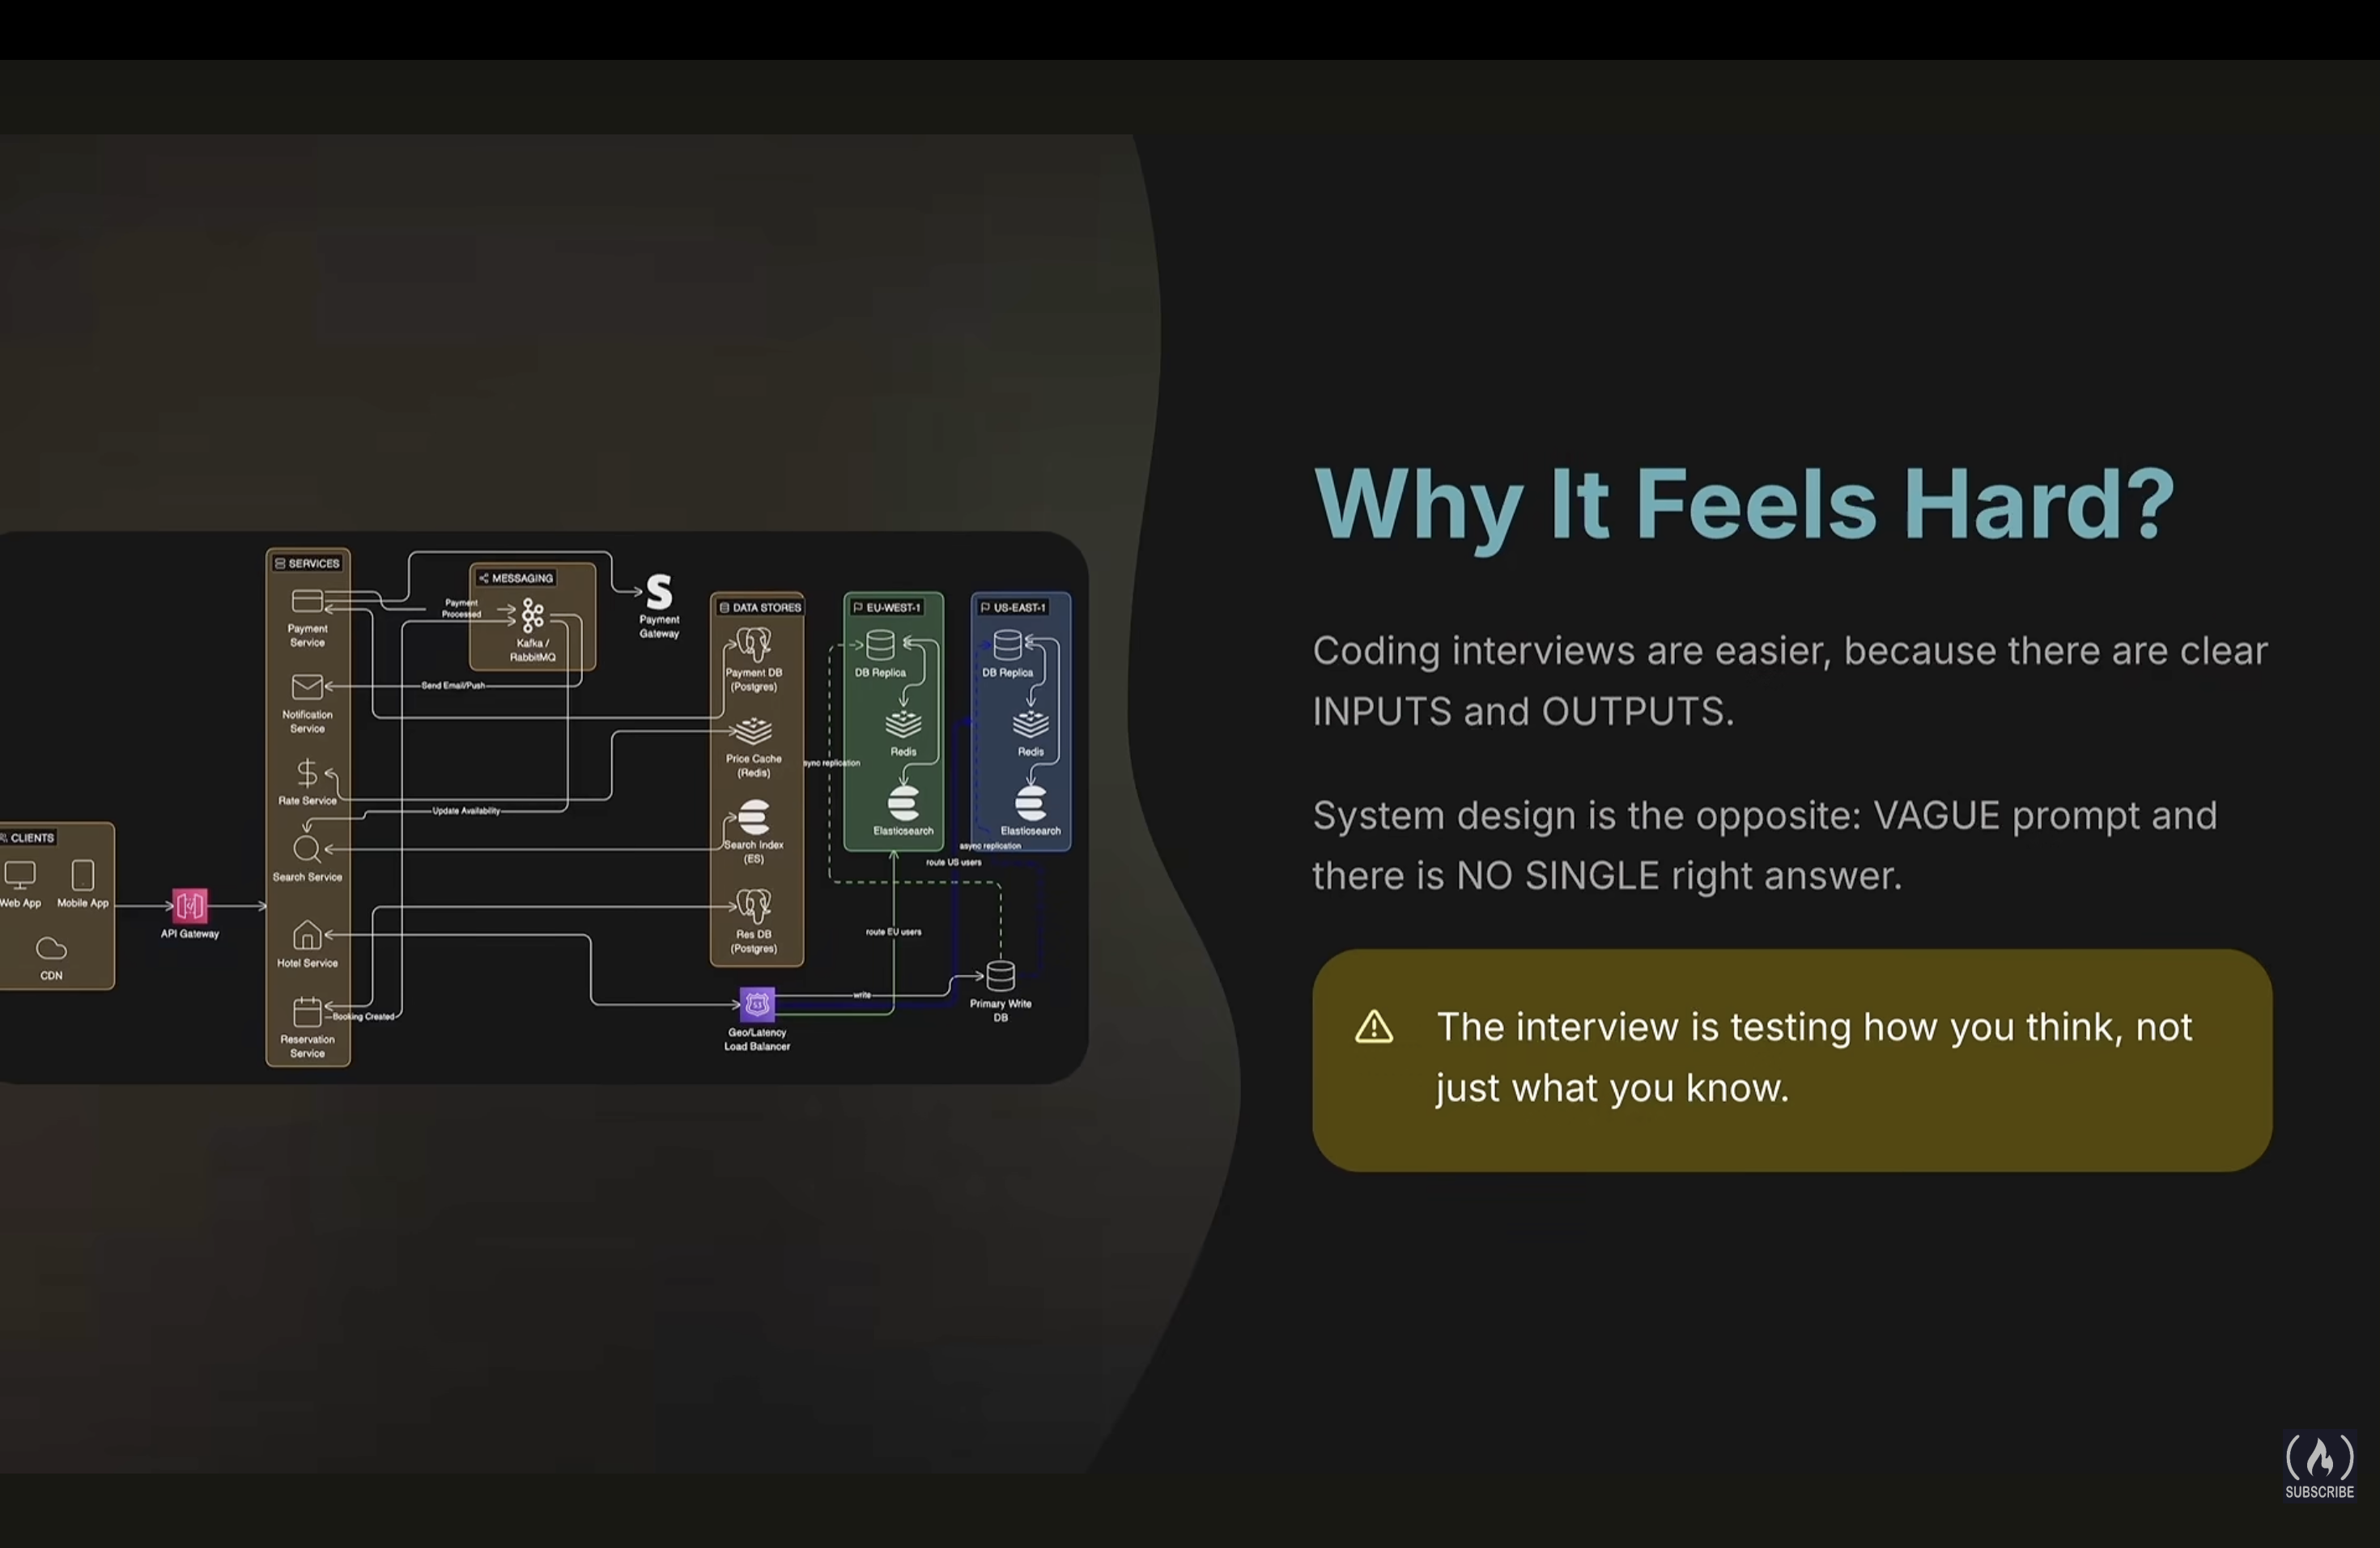 SERVICES
Payment
Service
Notification
Service
Rate Service
Search Service
Hotel Service
Reservation
Service
MESSAGING
Payment
Processed
Kafka /
RabbitMQ
Send Email/Push
Update Availability
Booking Created
Payment
Gateway
DATA STORES
Payment DB
(Postgres)
Price Cache
(Redis)
Search Index
(ES)
Res DB
(Postgres)
EU-WEST-1
DB Replica
Redis
Elasticsearch
US-EAST-1
DB Replica
Redis
Elasticsearch
sync replication
async replication
route US users
route EU users
write
Primary Write
DB
Geo/Latency
Load Balancer
53
CLIENTS
Web App
Mobile App
CDN
API Gateway
Why It Feels Hard?
Coding interviews are easier, because there are clear
INPUTS and OUTPUTS.
System design is the opposite: VAGUE prompt and
there is NO SINGLE right answer.
The interview is testing how you think, not
just what you know.
SUBSCRIBE